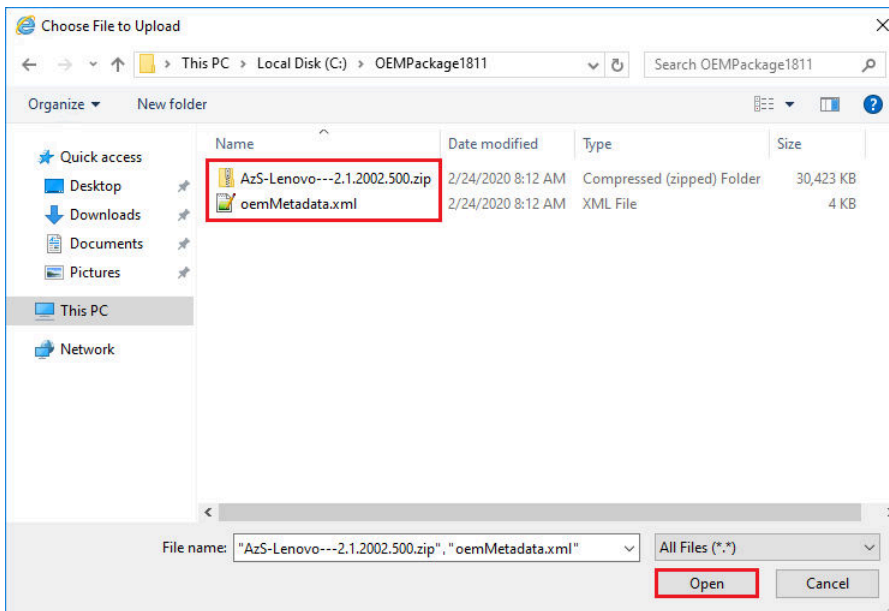 Choose File to Upload
This PC > Local Disk (C:) > OEMPackage1811
Search OEMPackage1811
Organize
New folder
Name
Date modified
Type
Size
Quick access
Desktop
Downloads
Documents
Pictures
This PC
Network
AzS-Lenovo---2.1.2002.500.zip 2/24/2020 8:12 AM Compressed (zipped) Folder 30,423 KB
oemMetadata.xml 2/24/2020 8:12 AM XML File 4 KB
File name: "AzS-Lenovo---2.1.2002.500.zip", "oemMetadata.xml"
All Files (*.*)
Open
Cancel